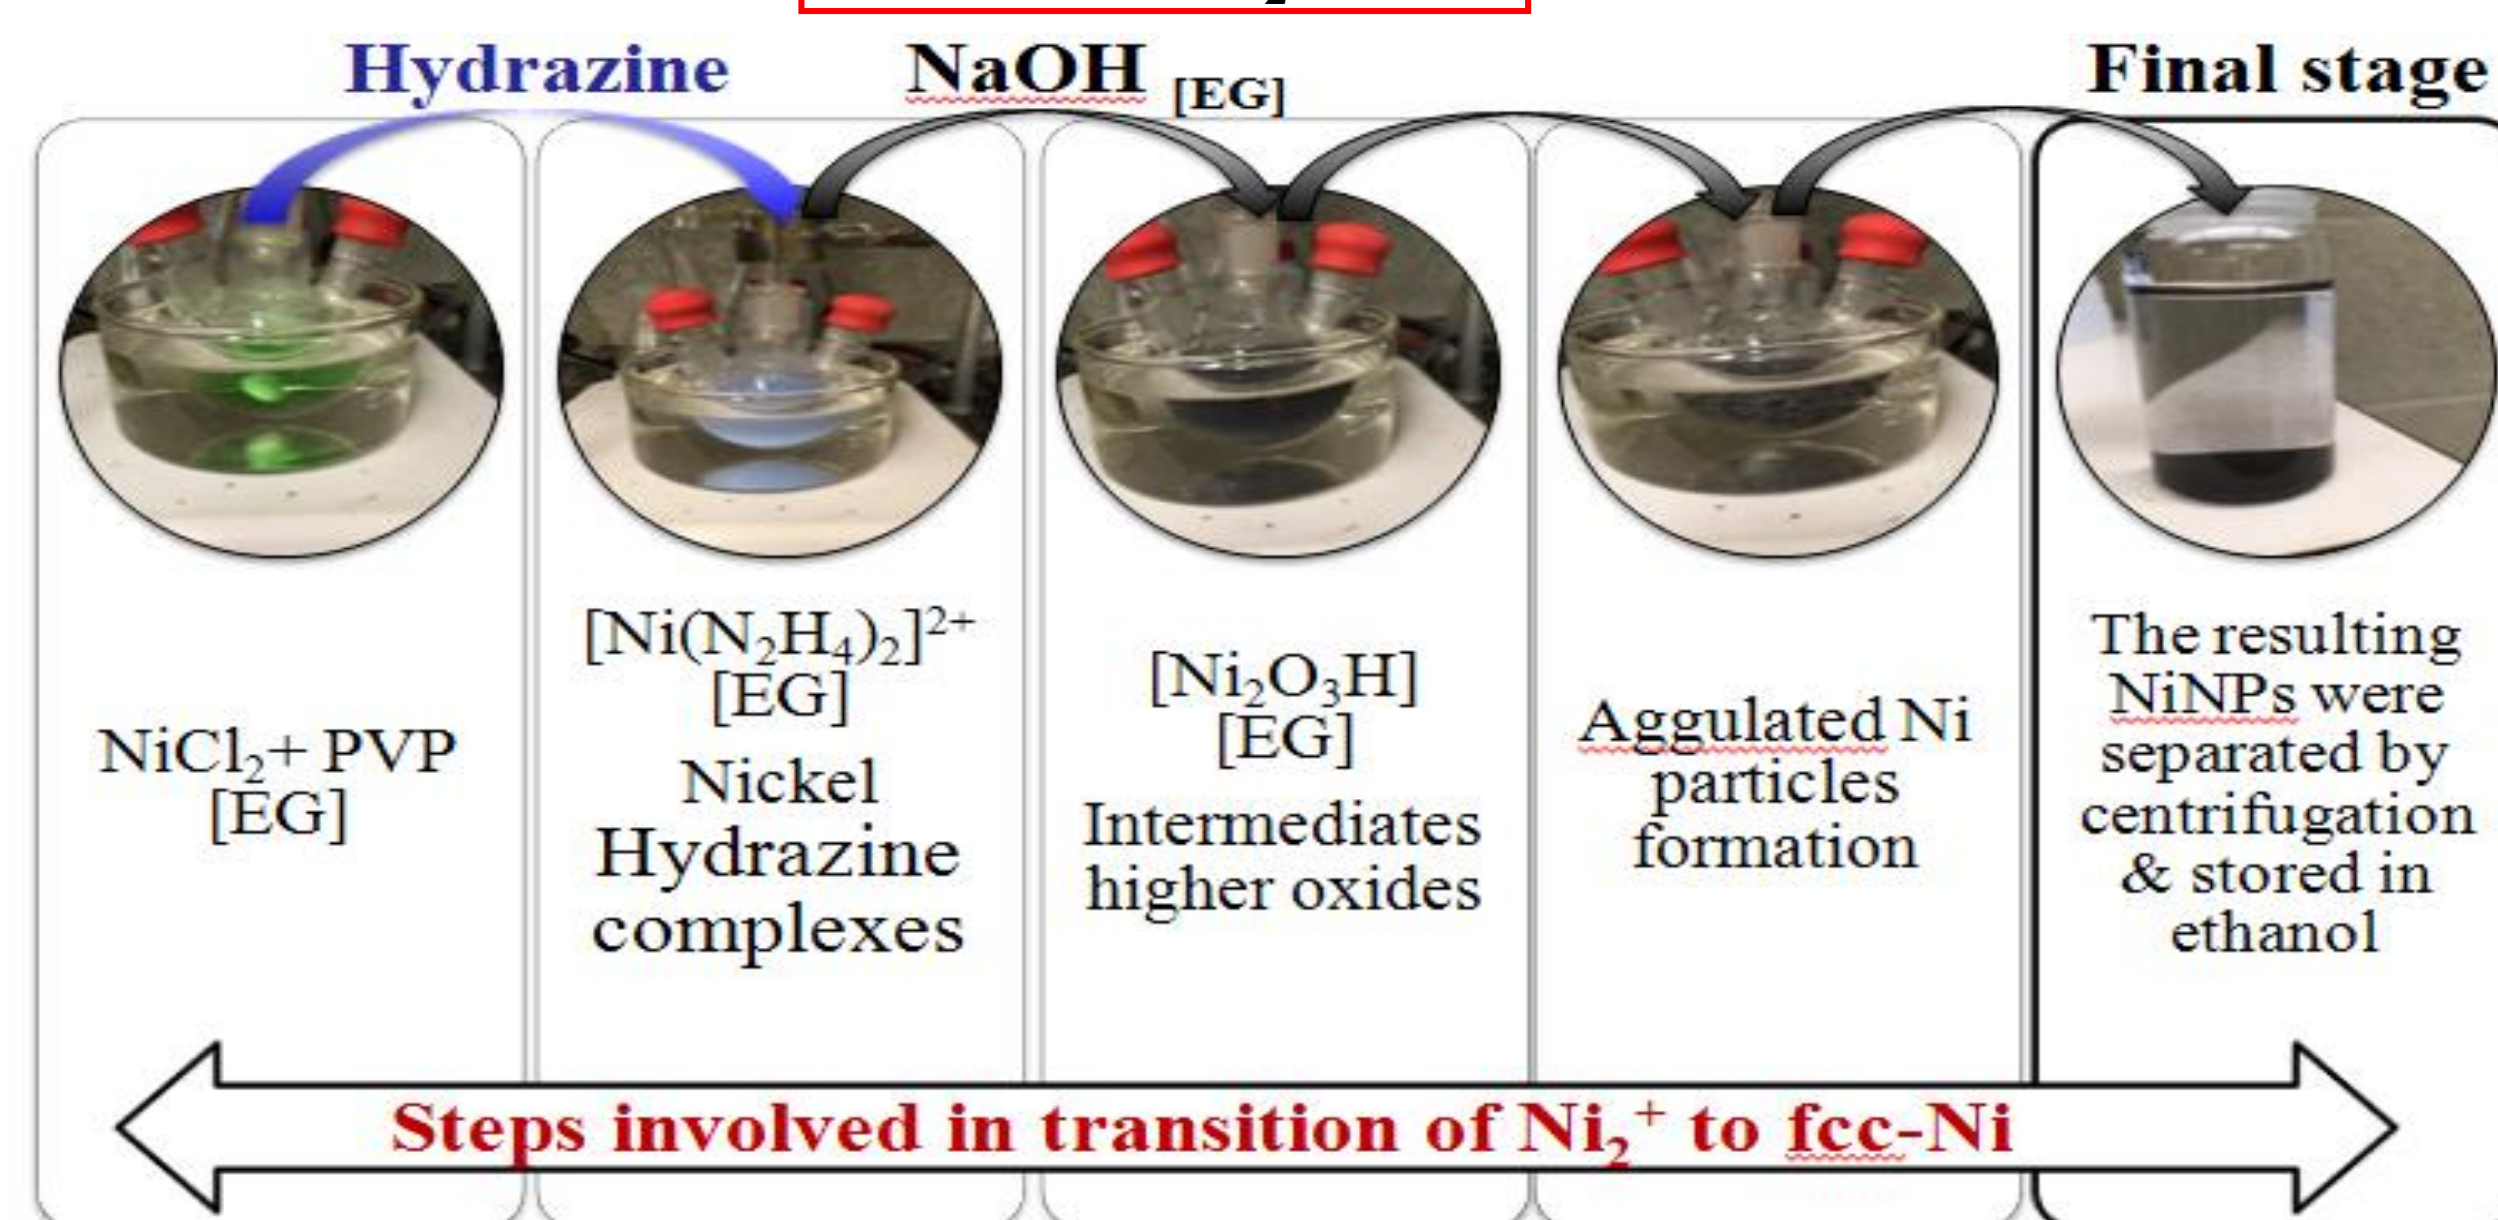 Hydrazine
NaOH [EG]
Final stage
NiCl₂+ PVP
[EG]
[Ni(N₂H₄)₂]²⁺
[EG]
Nickel
Hydrazine
complexes
[Ni₂O₃H]
[EG]
Intermediates
higher oxides
Aggulated Ni
particles
formation
The resulting
NiNPs were
separated by
centrifugation
& stored in
ethanol
Steps involved in transition of Ni₂⁺ to fcc-Ni